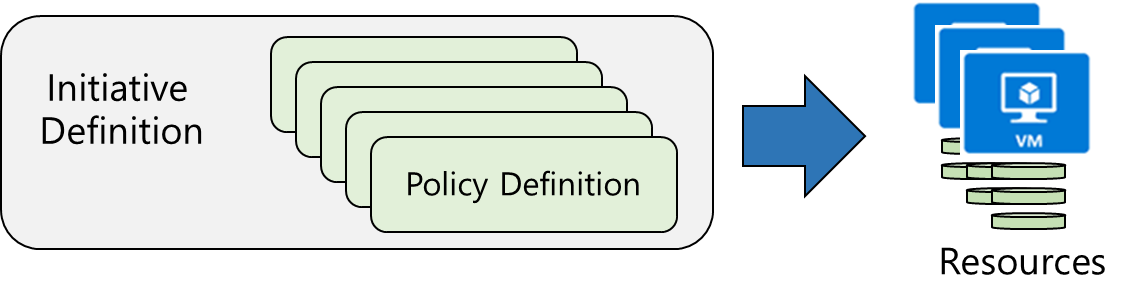 Initiative
Definition
Policy Definition
VM
Resources